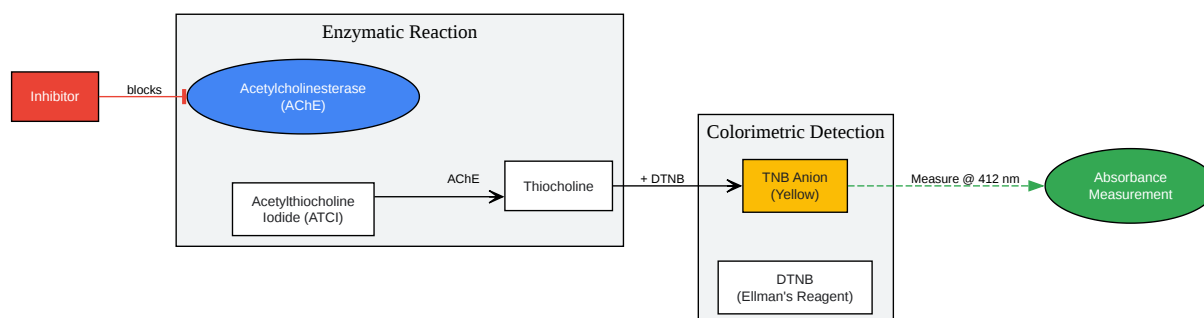 Enzymatic Reaction
Inhibitor
blocks
Acetylcholinesterase
(AChE)
Acetylthiocholine
Iodide (ATCI)
AChE
Thiocholine
+ DTNB
Colorimetric Detection
TNB Anion
(Yellow)
Measure @ 412 nm
Absorbance
Measurement
DTNB
(Ellman's Reagent)